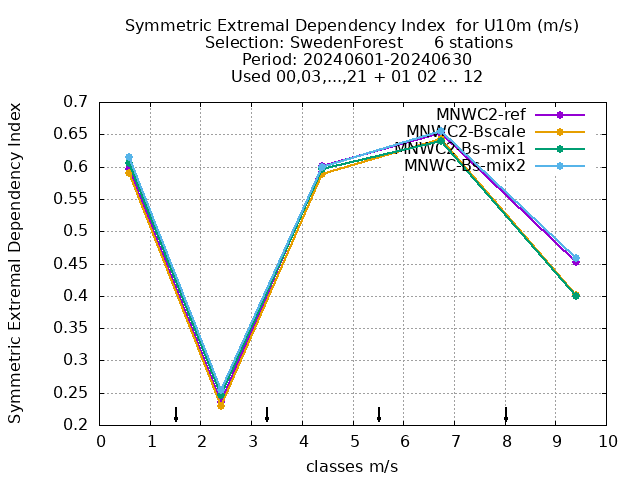 Symmetric Extremal Dependency Index  for U10m (m/s)
Selection: SwedenForest      6 stations
Period: 20240601-20240630
Used 00,03,...,21 + 01 02 ... 12
Symmetric Extremal Dependency Index
0.7
0.65
0.6
0.55
0.5
0.45
0.4
0.35
0.3
0.25
0.2
MNWC2-ref
MNWC2-Bscale
MNWC2-Bs-mix1
MNWC-Bs-mix2
0 1 2 3 4 5 6 7 8 9 10
classes m/s